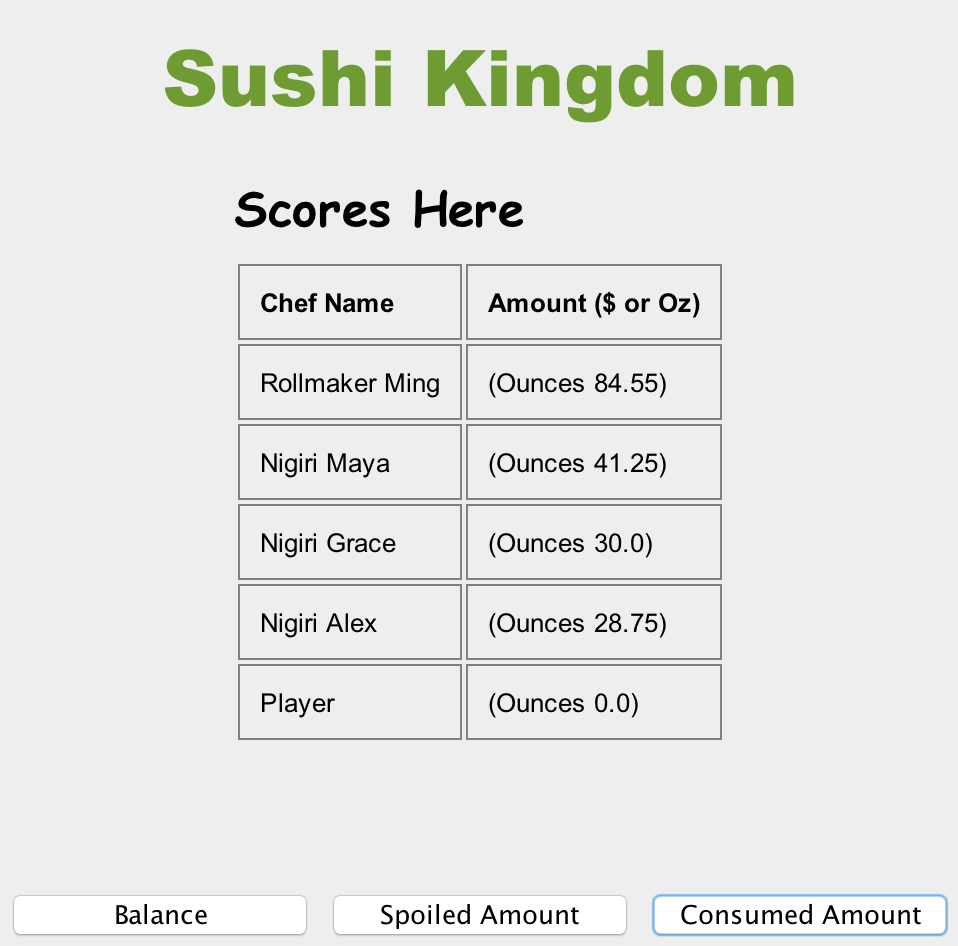 Sushi Kingdom
Scores Here
Chef Name Amount ($ or Oz)
Rollmaker Ming (Ounces 84.55)
Nigiri Maya (Ounces 41.25)
Nigiri Grace (Ounces 30.0)
Nigiri Alex (Ounces 28.75)
Player (Ounces 0.0)
Balance Spoiled Amount Consumed Amount